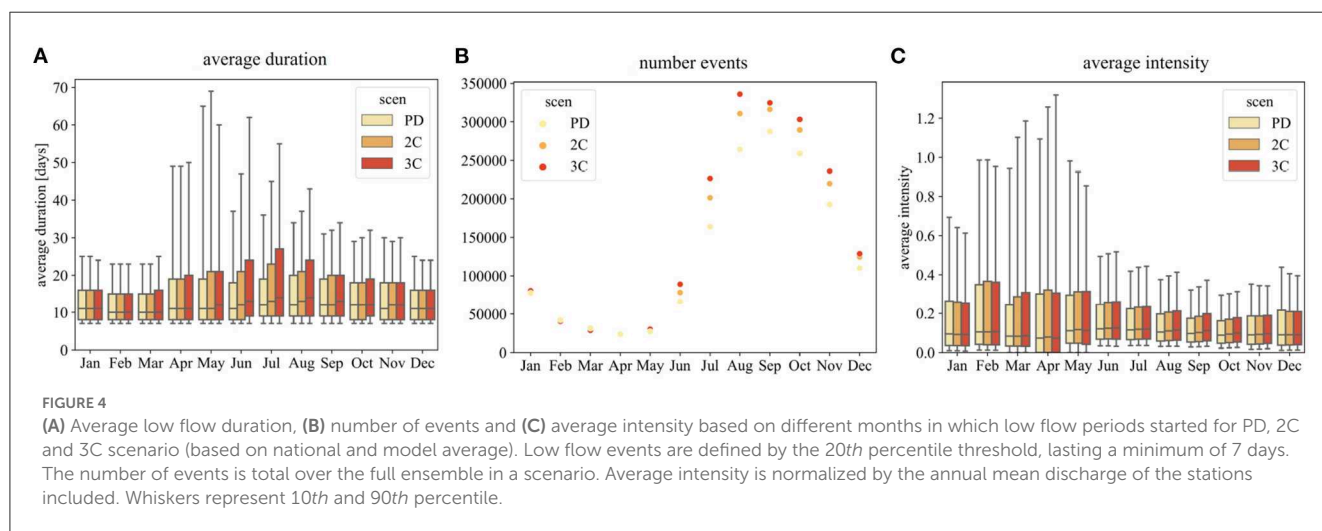 A
average duration
average duration [days]
70
60
50
40
30
20
10
0
scen
PD
2C
3C
Jan Feb Mar Apr May Jun Jul Aug Sep Oct Nov Dec
B
number events
350000
300000
250000
200000
150000
100000
50000
0
scen
PD
2C
3C
Jan Feb Mar Apr May Jun Jul Aug Sep Oct Nov Dec
C
average intensity
average intensity
1.2
1.0
0.8
0.6
0.4
0.2
0.0
scen
PD
2C
3C
Jan Feb Mar Apr May Jun Jul Aug Sep Oct Nov Dec
FIGURE 4
(A) Average low flow duration, (B) number of events and (C) average intensity based on different months in which low flow periods started for PD, 2C
and 3C scenario (based on national and model average). Low flow events are defined by the 20th percentile threshold, lasting a minimum of 7 days.
The number of events is total over the full ensemble in a scenario. Average intensity is normalized by the annual mean discharge of the stations
included. Whiskers represent 10th and 90th percentile.